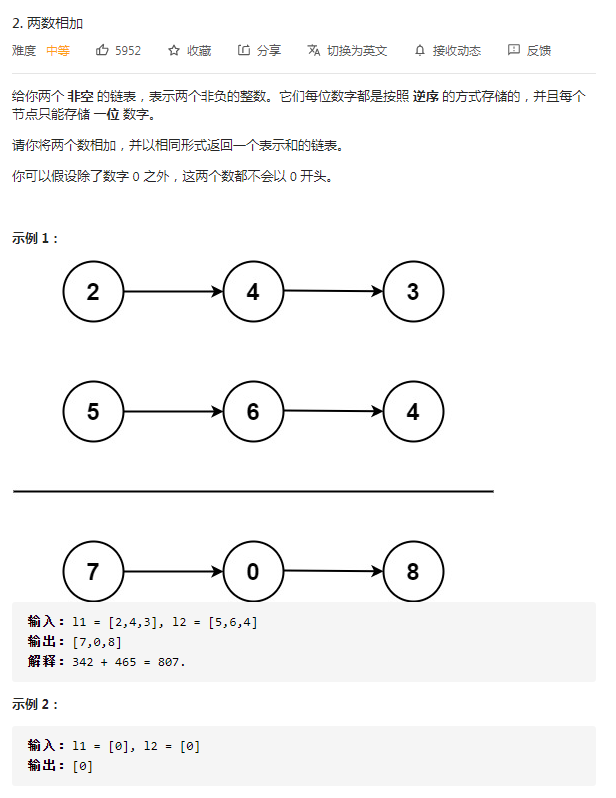 2. 两数相加
难度 中等 5952 收藏 分享 切换为英文 接收动态 反馈
给你两个 非空 的链表，表示两个非负的整数。它们每位数字都是按照 逆序 的方式存储的，并且每个
节点只能存储 一位 数字。
请你将两个数相加，并以相同形式返回一个表示和的链表。
你可以假设除了数字 0 之外，这两个数都不会以 0 开头。
示例 1：
2 4 3
5 6 4
7 0 8
输入：l1 = [2,4,3], l2 = [5,6,4]
输出：[7,0,8]
解释：342 + 465 = 807.
示例 2：
输入：l1 = [0], l2 = [0]
输出：[0]